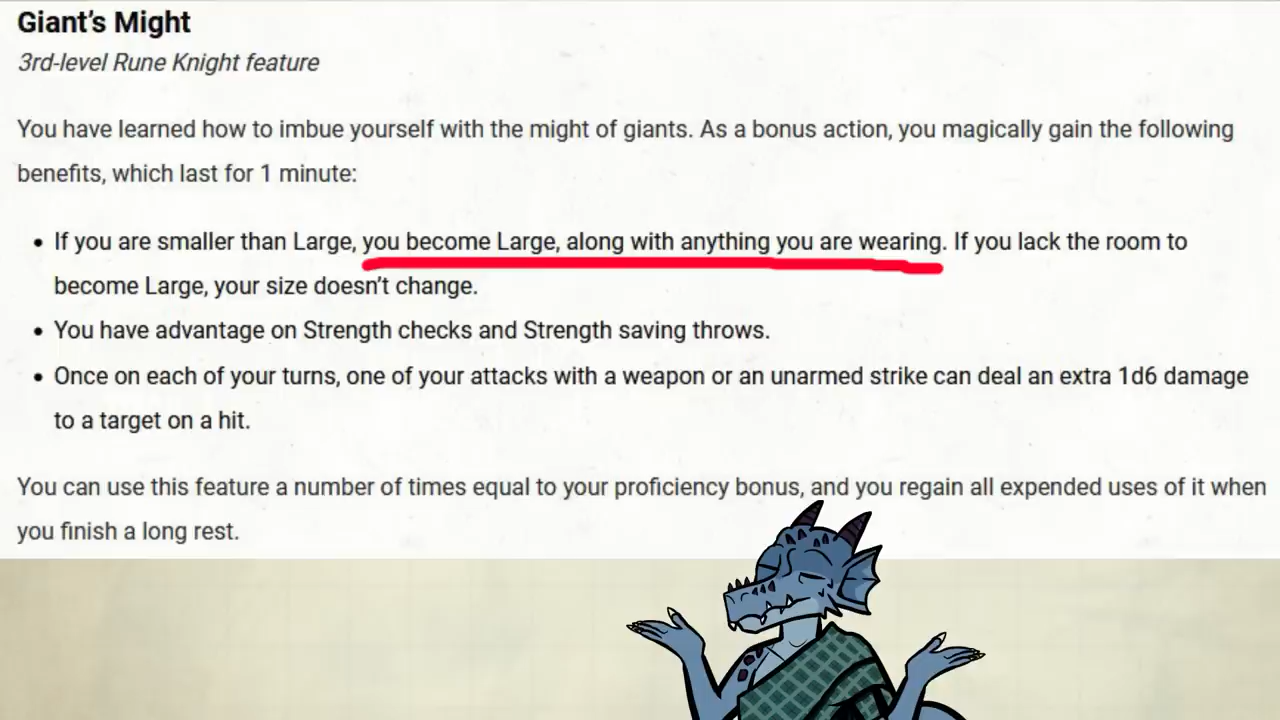 Giant’s Might
3rd-level Rune Knight feature
You have learned how to imbue yourself with the might of giants. As a bonus action, you magically gain the following
benefits, which last for 1 minute:
• If you are smaller than Large, you become Large, along with anything you are wearing. If you lack the room to
become Large, your size doesn’t change.
• You have advantage on Strength checks and Strength saving throws.
• Once on each of your turns, one of your attacks with a weapon or an unarmed strike can deal an extra 1d6 damage
to a target on a hit.
You can use this feature a number of times equal to your proficiency bonus, and you regain all expended uses of it when
you finish a long rest.